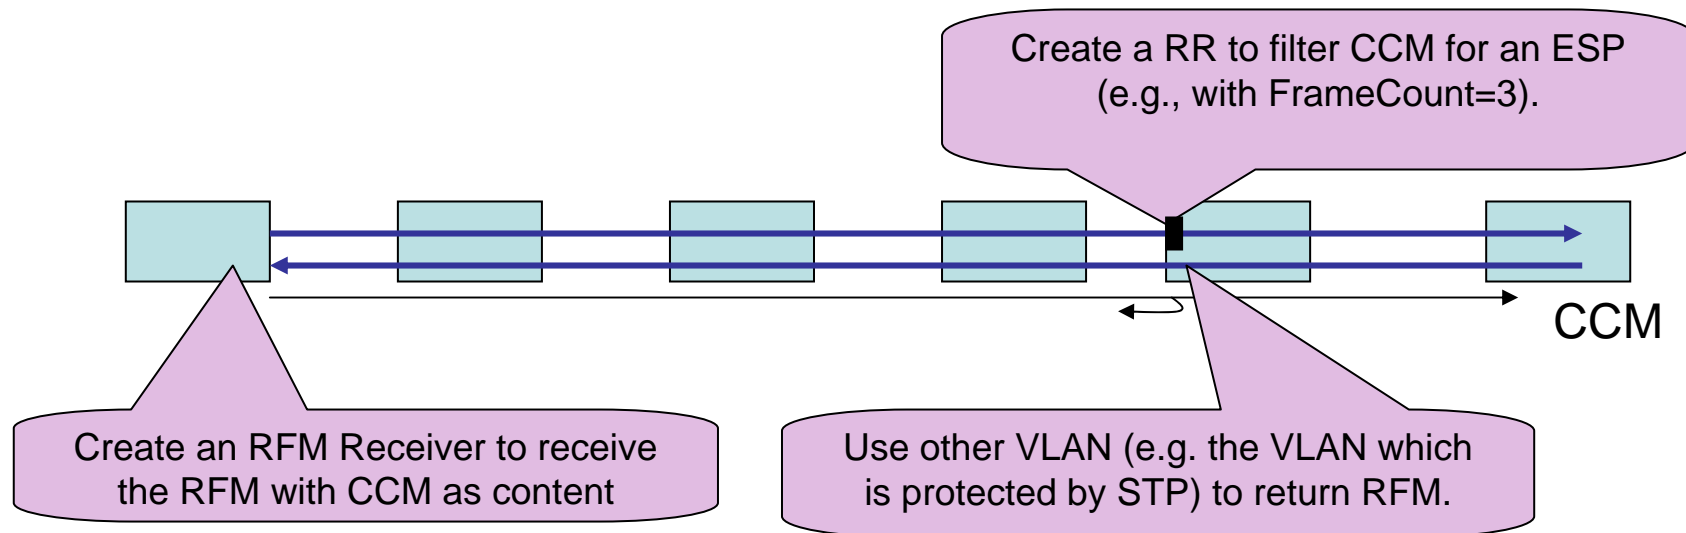 Create a RR to filter CCM for an ESP
(e.g., with FrameCount=3).
CCM
Create an RFM Receiver to receive
the RFM with CCM as content
Use other VLAN (e.g. the VLAN which
is protected by STP) to return RFM.